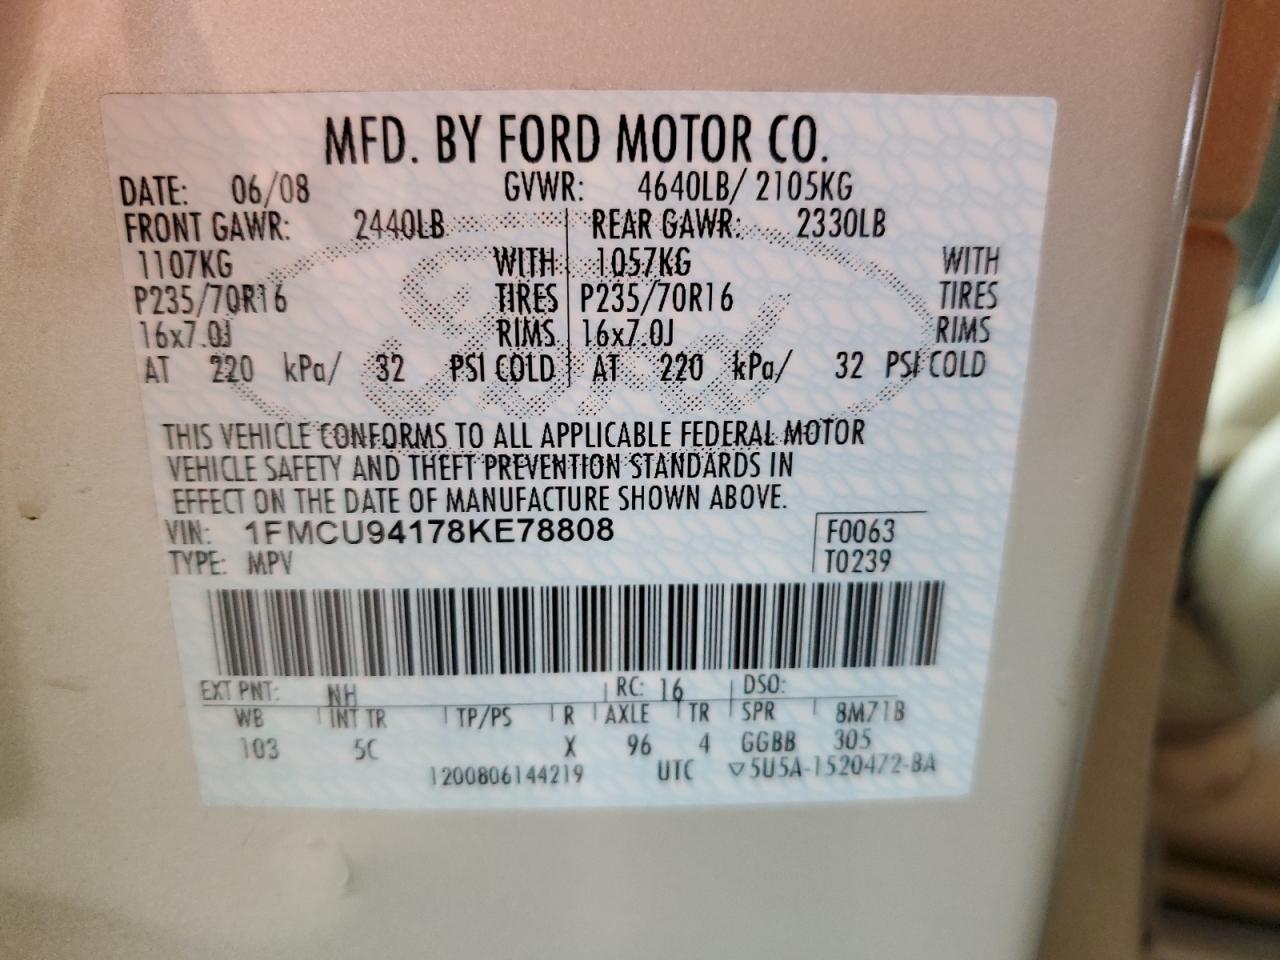 MFD. BY FORD MOTOR CO.
DATE: 06/08 GVWR: 4640LB/ 2105KG
FRONT GAWR: 2440LB REAR GAWR: 2330LB
1107KG WITH 1057KG WITH
P235/70R16 TIRES P235/70R16 TIRES
16x7.0J RIMS 16x7.0J RIMS
AT 220 kPa/ 32 PSI COLD AT 220 kPa/ 32 PSI COLD
THIS VEHICLE CONFORMS TO ALL APPLICABLE FEDERAL MOTOR
VEHICLE SAFETY AND THEFT PREVENTION STANDARDS IN
EFFECT ON THE DATE OF MANUFACTURE SHOWN ABOVE.
VIN: 1FMCU94178KE78808 F0063
TYPE: MPV T0239
EXT PNT: NH RC: 16 DSO:
WB INT TR TP/PS R AXLE TR SPR 8M71B
103 5C X 96 4 GGBB 305
1200806144219 UTC ▽5U5A-1520472-BA